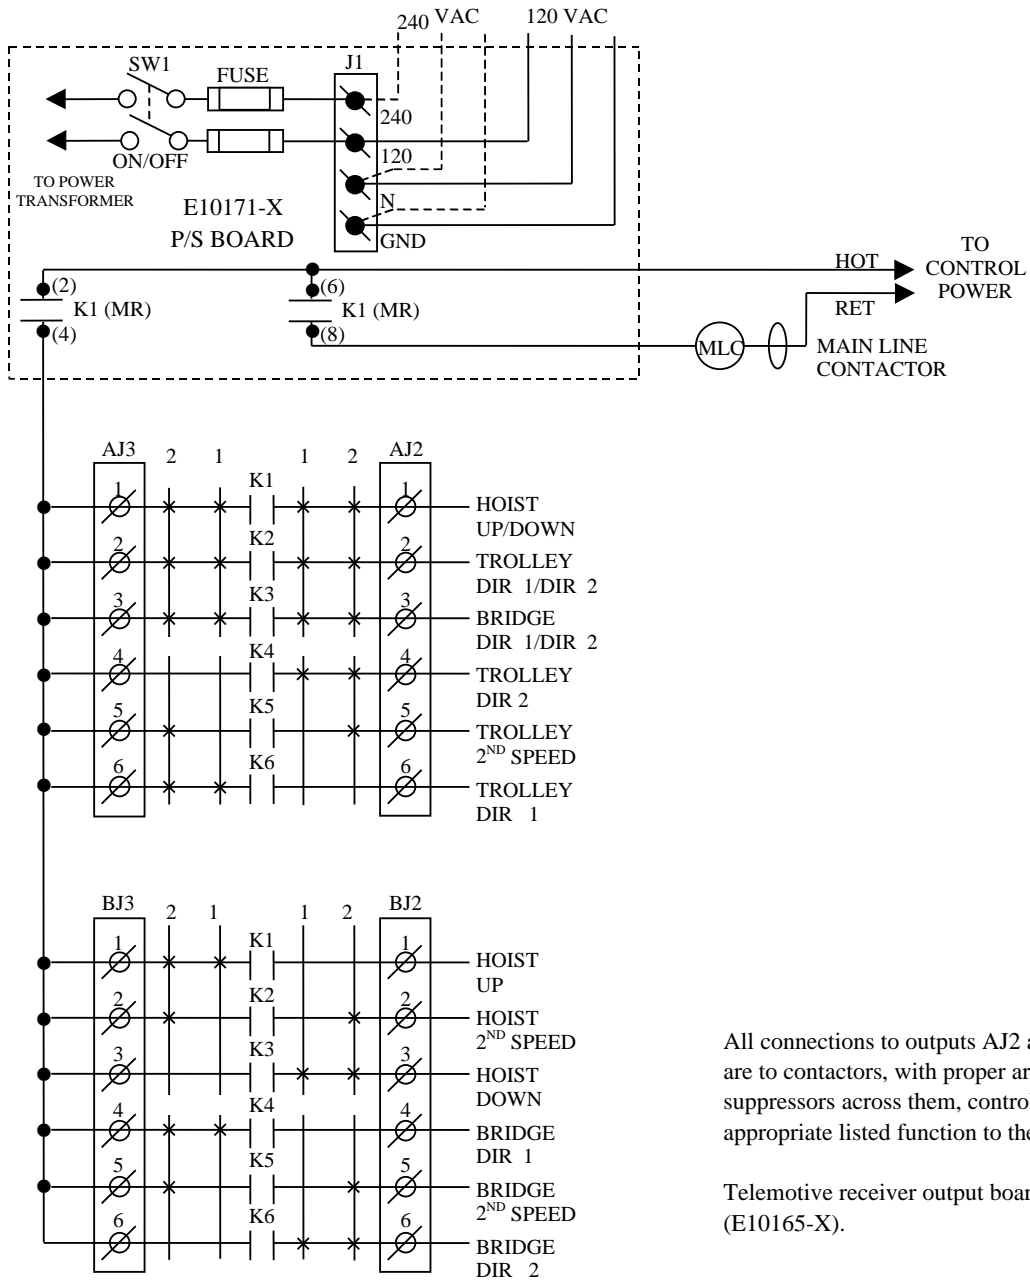 240 VAC
120 VAC
SW1
FUSE
J1
240
120
N
GND
ON/OFF
TO POWER
TRANSFORMER
E10171-X
P/S BOARD
HOT
TO
CONTROL
POWER
RET
(2)
K1 (MR)
(4)
(6)
K1 (MR)
(8)
MLC
MAIN LINE
CONTACTOR
AJ3 2 1 1 2 AJ2
1 K1 1 HOIST
UP/DOWN
2 K2 2 TROLLEY
DIR 1/DIR 2
3 K3 3 BRIDGE
DIR 1/DIR 2
4 K4 4 TROLLEY
DIR 2
5 K5 5 TROLLEY
2ND SPEED
6 K6 6 TROLLEY
DIR 1
BJ3 2 1 1 2 BJ2
1 K1 1 HOIST
UP
2 K2 2 HOIST
2ND SPEED
3 K3 3 HOIST
DOWN
4 K4 4 BRIDGE
DIR 1
5 K5 5 BRIDGE
2ND SPEED
6 K6 6 BRIDGE
DIR 2
All connections to outputs AJ2
are to contactors, with proper
suppressors across them,
appropriate listed function to
Telemotive receiver output
(E10165-X).